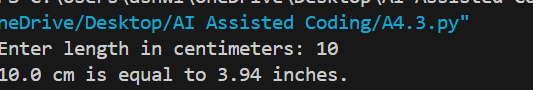 neDrive/Desktop/AI Assisted Coding/A4.3.py"
Enter length in centimeters: 10
10.0 cm is equal to 3.94 inches.